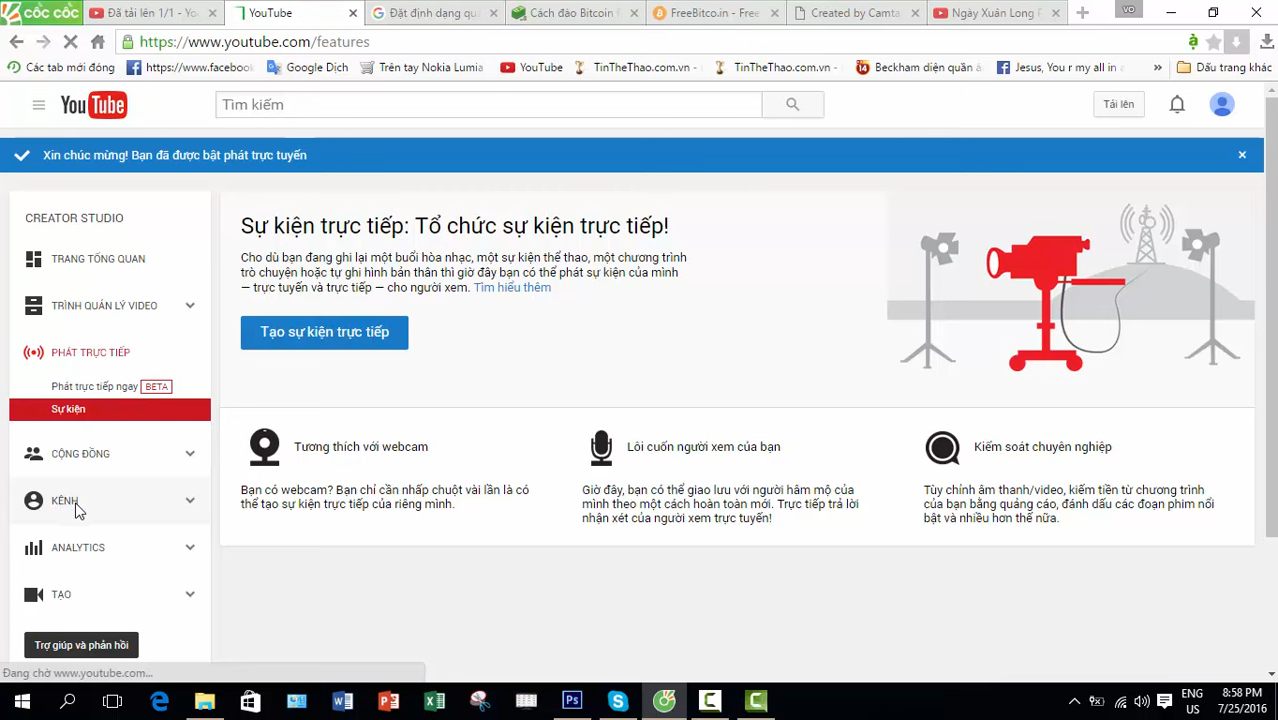 cốc cốc
Đã tải lên 1/1 - You
YouTube
Đặt định dạng quả
Cách đào Bitcoin F
FreeBitcoin - Free
Created by Camta
Ngày Xuân Long P
VO
https://www.youtube.com/features
Các tab mới đóng
https://www.facebook
Google Dịch
Trên tay Nokia Lumia
YouTube
TinTheThao.com.vn -
TinTheThao.com.vn -
Beckham diện quần á
Jesus, You r my all in
»
Dấu trang khác
YouTube
Tìm kiếm
Tải lên
Xin chúc mừng! Bạn đã được bật phát trực tuyến
CREATOR STUDIO
TRANG TỔNG QUAN
TRÌNH QUẢN LÝ VIDEO
PHÁT TRỰC TIẾP
Phát trực tiếp ngay BETA
Sự kiện
CỘNG ĐỒNG
KÊNH
ANALYTICS
TẠO
Trợ giúp và phản hồi
Sự kiện trực tiếp: Tổ chức sự kiện trực tiếp!
Cho dù bạn đang ghi lại một buổi hòa nhạc, một sự kiện thể thao, một chương trình
trò chuyện hoặc tự ghi hình bản thân thì giờ đây bạn có thể phát sự kiện của mình
— trực tuyến và trực tiếp — cho người xem. Tìm hiểu thêm
Tạo sự kiện trực tiếp
Tương thích với webcam
Bạn có webcam? Bạn chỉ cần nhấp chuột vài lần là có
thể tạo sự kiện trực tiếp của riêng mình.
Lôi cuốn người xem của bạn
Giờ đây, bạn có thể giao lưu với người hâm mộ của
mình theo một cách hoàn toàn mới. Trực tiếp trả lời
nhận xét của người xem trực tuyến!
Kiểm soát chuyên nghiệp
Tùy chỉnh âm thanh/video, kiếm tiền từ chương trình
của bạn bằng quảng cáo, đánh dấu các đoạn phim nổi
bật và nhiều hơn thế nữa.
Đang chờ www.youtube.com...
ENG
US
8:58 PM
7/25/2016